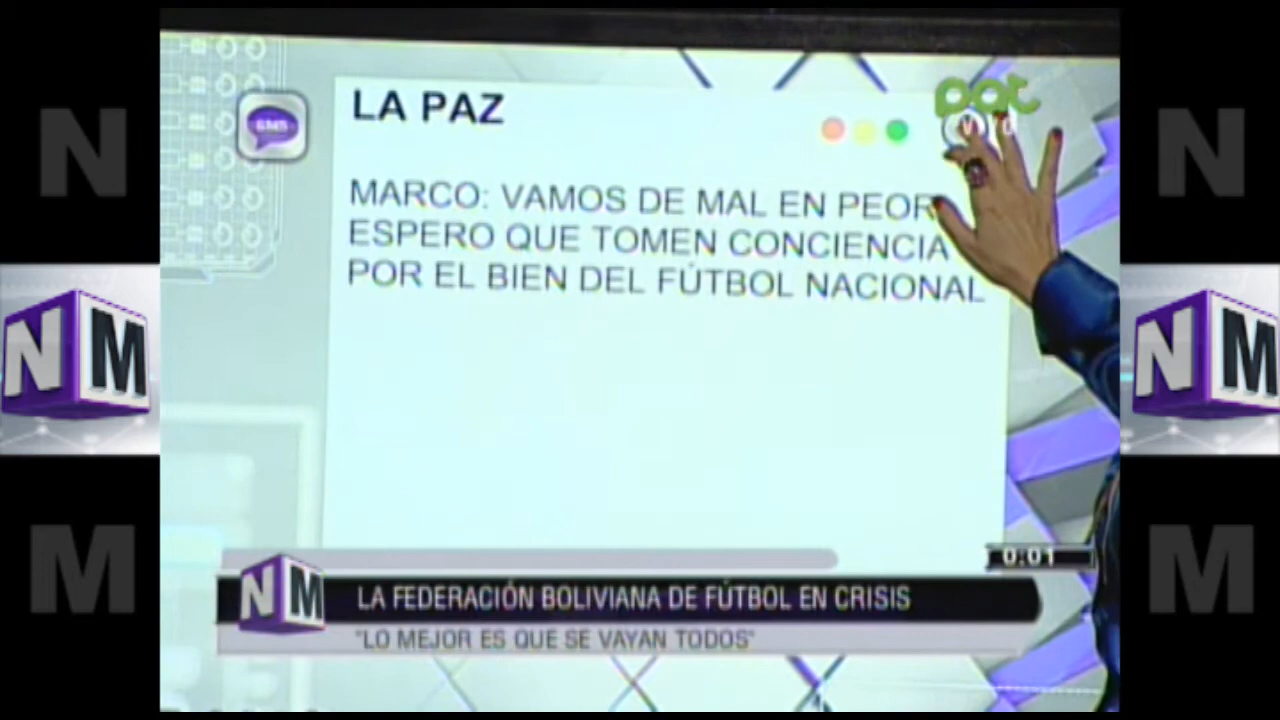 N
N
LA PAZ
SMS
pat
VIVO
MARCO: VAMOS DE MAL EN PEOR
ESPERO QUE TOMEN CONCIENCIA
POR EL BIEN DEL FÚTBOL NACIONAL
NM
NM
0:01
NM
LA FEDERACIÓN BOLIVIANA DE FÚTBOL EN CRISIS
"LO MEJOR ES QUE SE VAYAN TODOS"
M
M